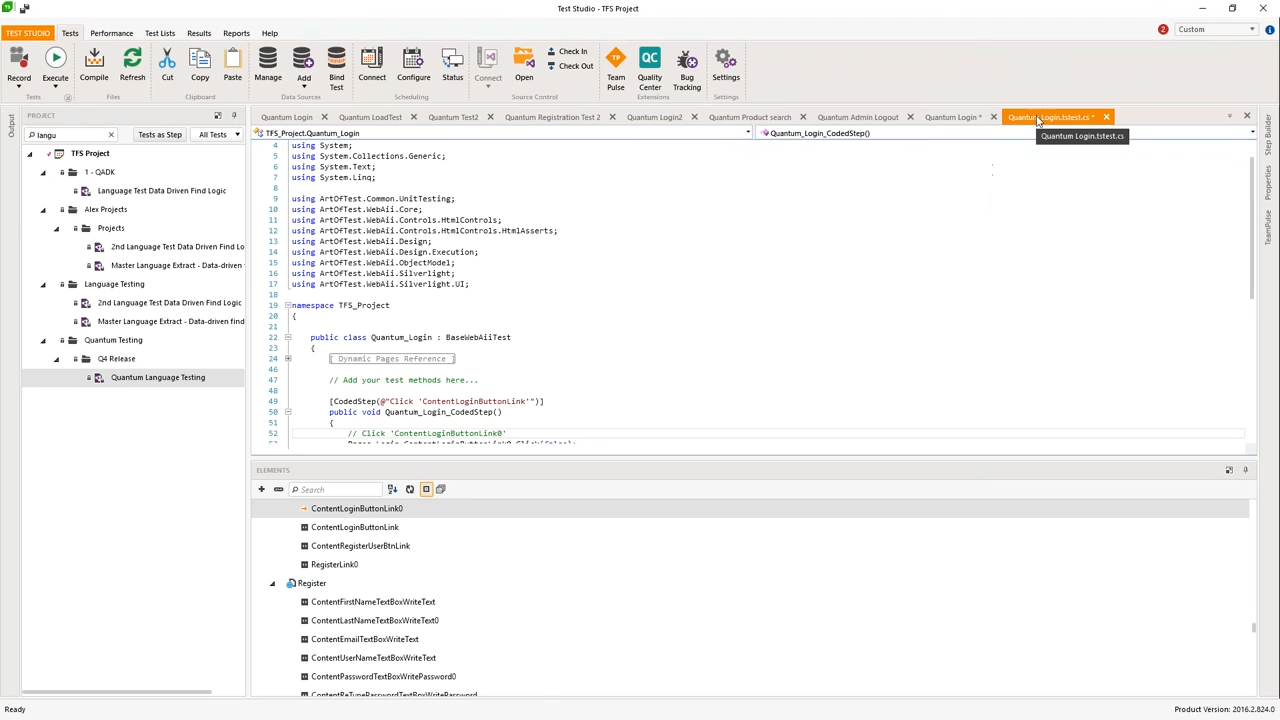 Test Studio - TFS Project
TEST STUDIO Tests Performance Test Lists Results Reports Help 2 Custom
Record Execute Compile Refresh Cut Copy Paste Manage Add Bind Test Connect Configure Status Connect Open Check In Check Out Team Pulse Quality Center Bug Tracking Settings
Tests Files Clipboard Data Sources Scheduling Source Control Extensions Settings
Output
PROJECT
langu Tests as Step All Tests
TFS Project
1 - QADK
Language Test Data Driven Find Logic
Alex Projects
Projects
2nd Language Test Data Driven Find Lo
Master Language Extract - Data-driven
Language Testing
2nd Language Test Data Driven Find Logic
Master Language Extract - Data-driven find
Quantum Testing
Q4 Release
Quantum Language Testing
Quantum Login Quantum LoadTest Quantum Test2 Quantum Registration Test 2 Quantum Login2 Quantum Product search Quantum Admin Logout Quantum Login * Quantum Login.tstest.cs *
TFS_Project.Quantum_Login Quantum_Login_CodedStep()
Quantum Login.tstest.cs
4 using System;
5 using System.Collections.Generic;
6 using System.Text;
7 using System.Linq;
8
9 using ArtOfTest.Common.UnitTesting;
10 using ArtOfTest.WebAii.Core;
11 using ArtOfTest.WebAii.Controls.HtmlControls;
12 using ArtOfTest.WebAii.Controls.HtmlControls.HtmlAsserts;
13 using ArtOfTest.WebAii.Design;
14 using ArtOfTest.WebAii.Design.Execution;
15 using ArtOfTest.WebAii.ObjectModel;
16 using ArtOfTest.WebAii.Silverlight;
17 using ArtOfTest.WebAii.Silverlight.UI;
18
19 namespace TFS_Project
20 {
21
22 public class Quantum_Login : BaseWebAiiTest
23 {
24 [ Dynamic Pages Reference ]
46
47 // Add your test methods here...
48
49 [CodedStep(@"Click 'ContentLoginButtonLink'")]
50 public void Quantum_Login_CodedStep()
51 {
52 // Click 'ContentLoginButtonLink0'
Step Builder
Properties
TeamPulse
ELEMENTS
Search
ContentLoginButtonLink0
ContentLoginButtonLink
ContentRegisterUserBtnLink
RegisterLink0
Register
ContentFirstNameTextBoxWriteText
ContentLastNameTextBoxWriteText0
ContentEmailTextBoxWriteText
ContentUserNameTextBoxWriteText
ContentPasswordTextBoxWritePassword0
ContentReTypePasswordTextBoxWritePassword
Ready Product Version: 2016.2.824.0